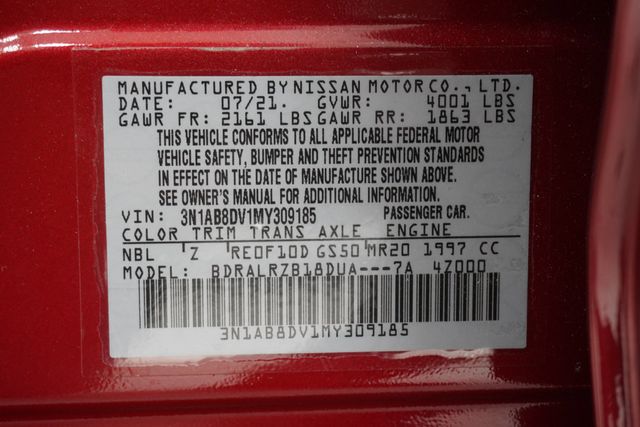 MANUFACTURED BY NISSAN MOTOR CO., LTD.
DATE: 07/21. GVWR: 4001 LBS
GAWR FR: 2161 LBS GAWR RR: 1863 LBS
THIS VEHICLE CONFORMS TO ALL APPLICABLE FEDERAL MOTOR
VEHICLE SAFETY, BUMPER AND THEFT PREVENTION STANDARDS
IN EFFECT ON THE DATE OF MANUFACTURE SHOWN ABOVE.
SEE OWNER'S MANUAL FOR ADDITIONAL INFORMATION.
VIN: 3N1AB8DV1MY309185 PASSENGER CAR.
COLOR TRIM TRANS AXLE ENGINE
NBL Z RE0F10D GS50 MR20 1997 CC
MODEL: BDRALRZB18DUA---7A 4Z000
3N1AB8DV1MY309185